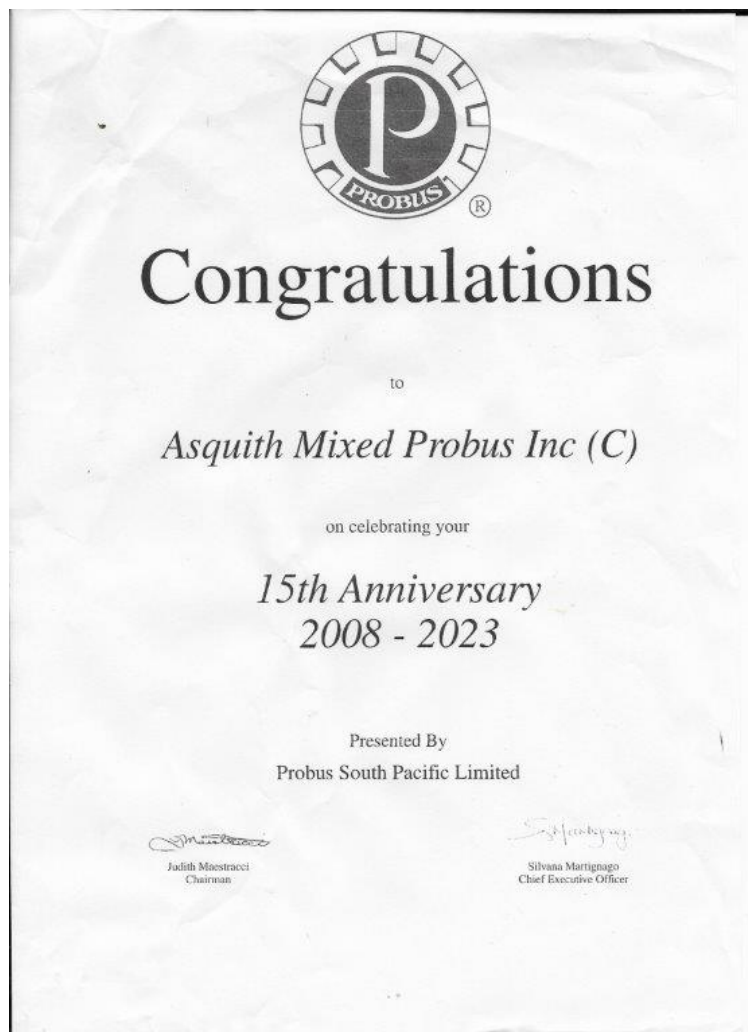 P
PROBUS
®
Congratulations
to
Asquith Mixed Probus Inc (C)
on celebrating your
15th Anniversary
2008 - 2023
Presented By
Probus South Pacific Limited
Judith Maestracci
Chairman
Silvana Martignago
Chief Executive Officer